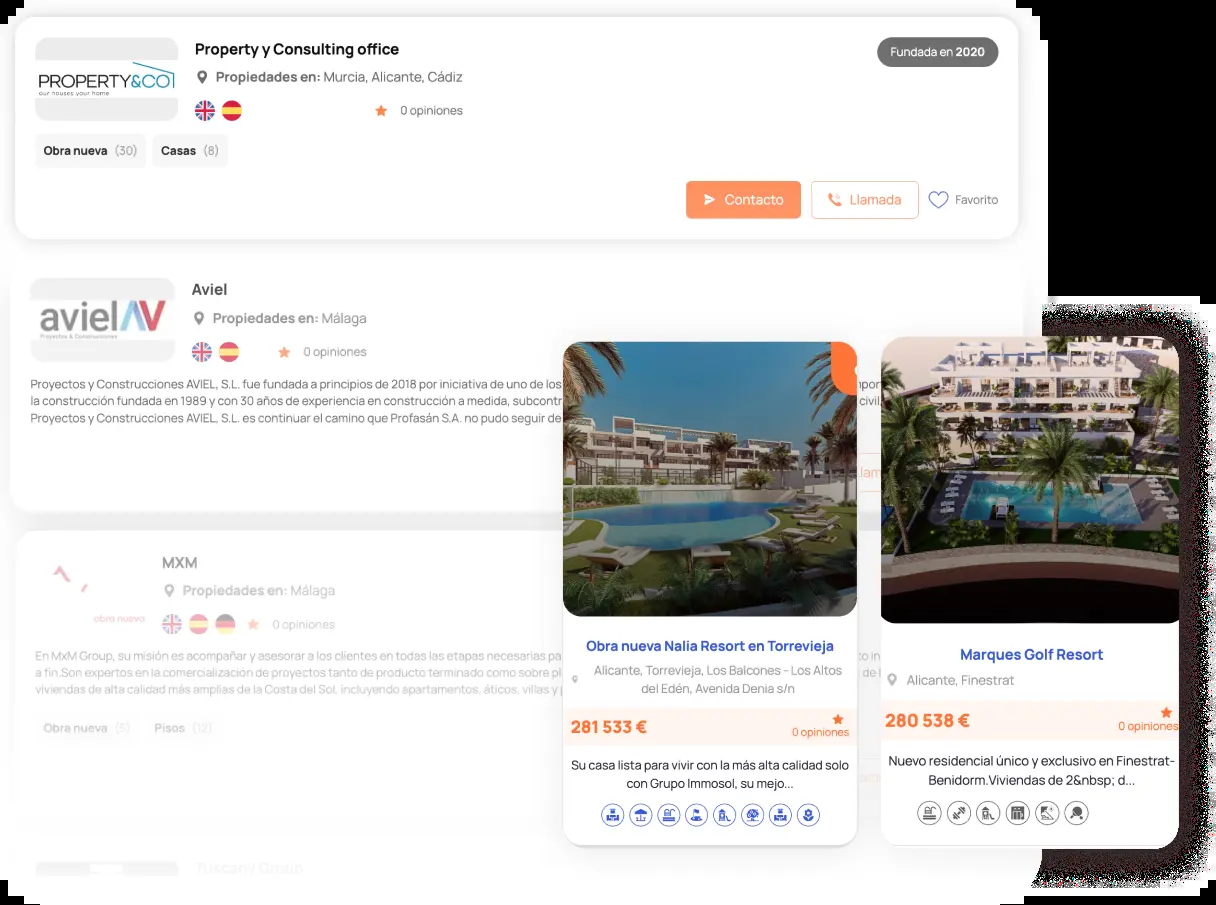 Property y Consulting office
Fundada en 2020
PROPERTY&CO
our houses your home
Propiedades en: Murcia, Alicante, Cádiz
0 opiniones
Obra nueva (30) Casas (8)
Contacto Llamada Favorito
Aviel
avielAV
Proyectos & Construcciones
Propiedades en: Málaga
0 opiniones
Proyectos y Construcciones AVIEL, S.L. fue fundada a principios de 2018 por iniciativa de uno de los
la construcción fundada en 1989 y con 30 años de experiencia en construcción a medida, subcontr civil,
Proyectos y Construcciones AVIEL, S.L. es continuar el camino que Profasán S.A. no pudo seguir de
MXM
Propiedades en: Málaga
obra nueva
0 opiniones
En MxM Group, su misión es acompañar y asesorar a los clientes en todas las etapas necesarias pa
a fin.Son expertos en la comercialización de proyectos tanto de producto terminado como sobre pl
viviendas de alta calidad más amplias de la Costa del Sol, incluyendo apartamentos, áticos, villas y
Obra nueva (5) Pisos (12)
Tuscany Group
Obra nueva Nalia Resort en Torrevieja
Alicante, Torrevieja, Los Balcones - Los Altos
del Edén, Avenida Denia s/n
281 533 €
0 opiniones
Su casa lista para vivir con la más alta calidad solo
con Grupo Immosol, su mejo...
Marques Golf Resort
Alicante, Finestrat
280 538 €
0 opiniones
Nuevo residencial único y exclusivo en Finestrat-
Benidorm.Viviendas de 2&nbsp; d...